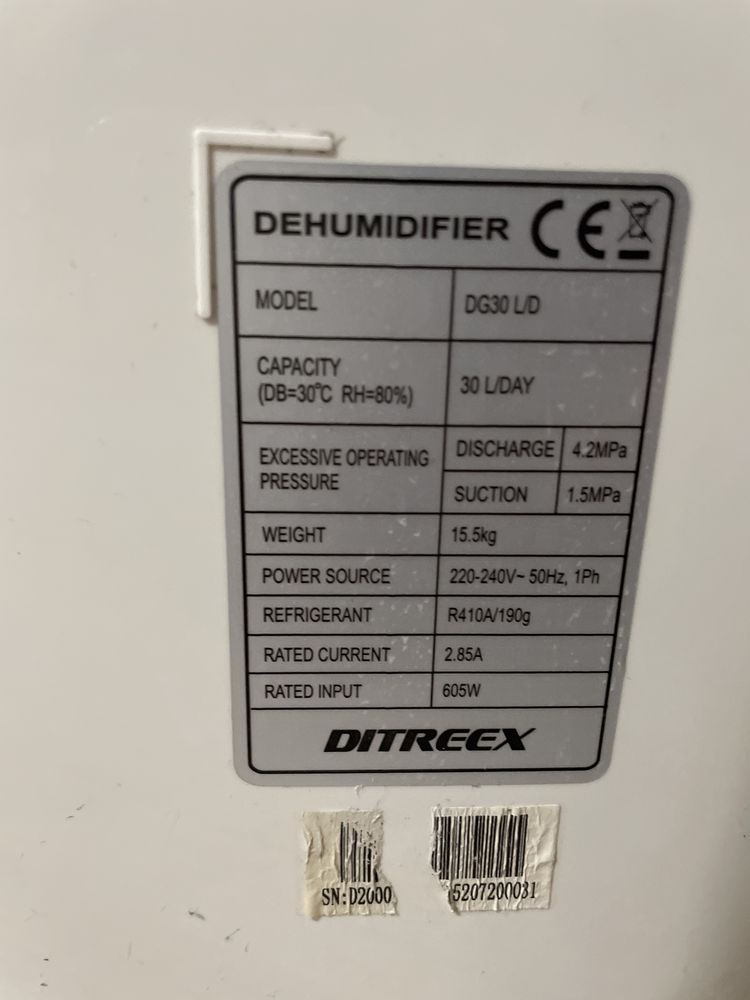 DEHUMIDIFIER CE
MODEL DG30 L/D
CAPACITY
(DB=30℃ RH=80%) 30 L/DAY
EXCESSIVE OPERATING
PRESSURE
DISCHARGE 4.2MPa
SUCTION 1.5MPa
WEIGHT 15.5kg
POWER SOURCE 220-240V~ 50Hz, 1Ph
REFRIGERANT R410A/190g
RATED CURRENT 2.85A
RATED INPUT 605W
DITREEX
SN:D2000 5207200031